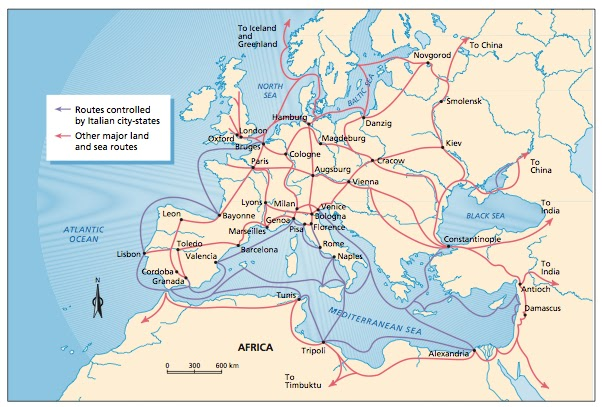 To Iceland
and
Greenland
To China
Novgorod
NORTH
SEA
BALTIC SEA
Routes controlled
by Italian city-states
Other major land
and sea routes
Smolensk
Hamburg
Danzig
London
Oxford
Bruges
Magdeburg
Kiev
Cologne
Paris
Cracow
Augsburg
To
China
Vienna
Lyons
Milan
Venice
Bologna
To
India
Leon
Bayonne
Genoa
Florence
BLACK SEA
Marseilles
Pisa
ATLANTIC
OCEAN
Toledo
Rome
Constantinople
Lisbon
Barcelona
Valencia
Naples
To
India
Cordoba
Granada
Antioch
N
Tunis
Damascus
MEDITERRANEAN SEA
AFRICA
Tripoli
Alexandria
0 300 600 km
To
Timbuktu